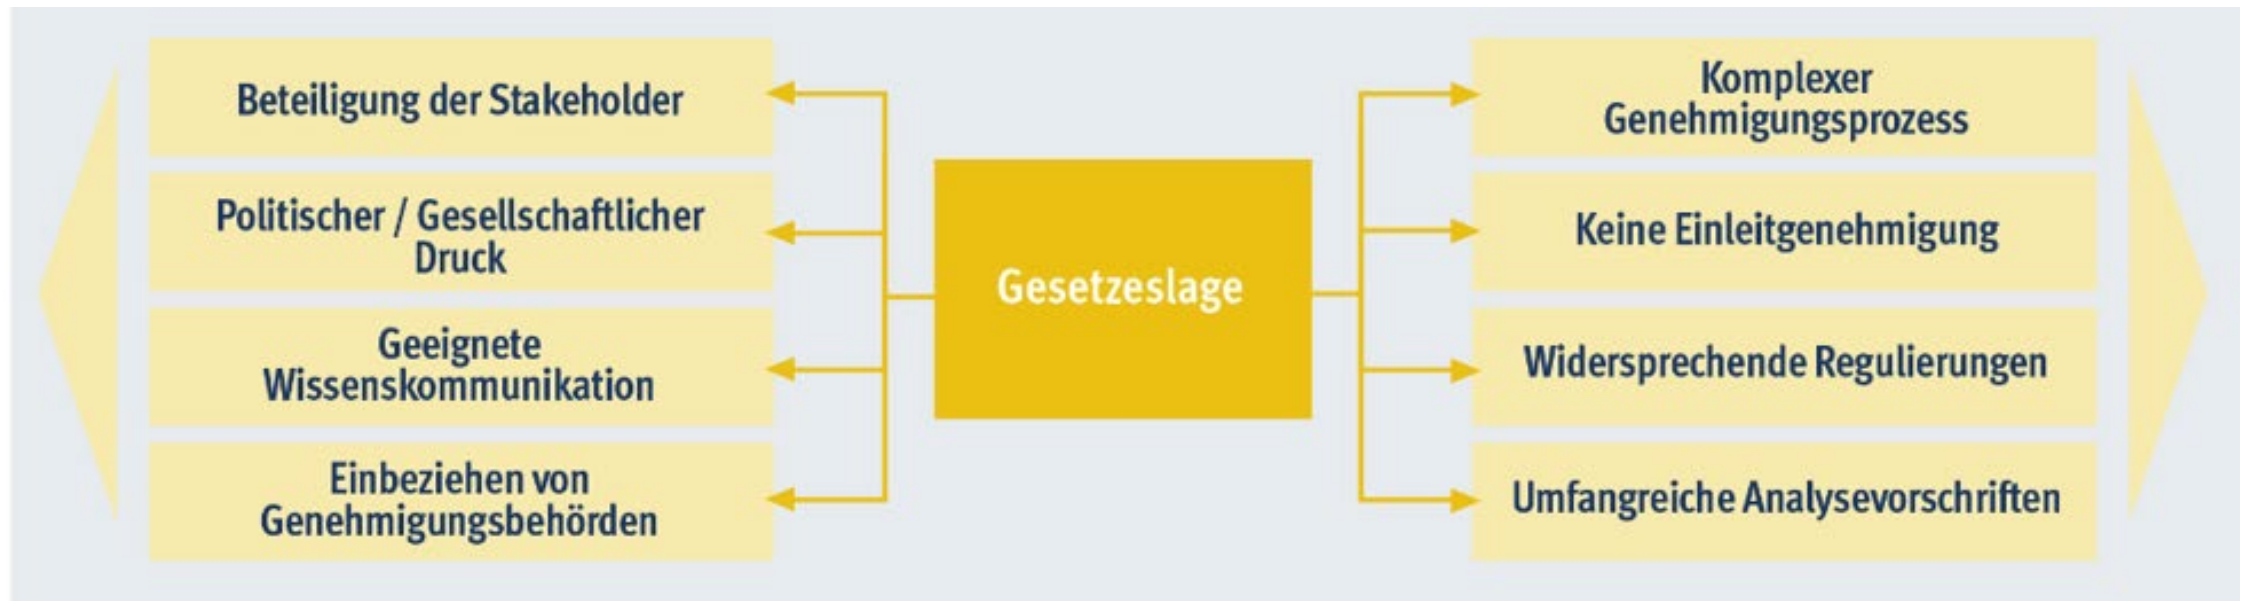 Beteiligung der Stakeholder
Politischer / Gesellschaftlicher
Druck
Geeignete
Wissenskommunikation
Einbeziehen von
Genehmigungsbehörden
Gesetzeslage
Komplexer
Genehmigungsprozess
Keine Einleitgenehmigung
Widersprechende Regulierungen
Umfangreiche Analysevorschriften